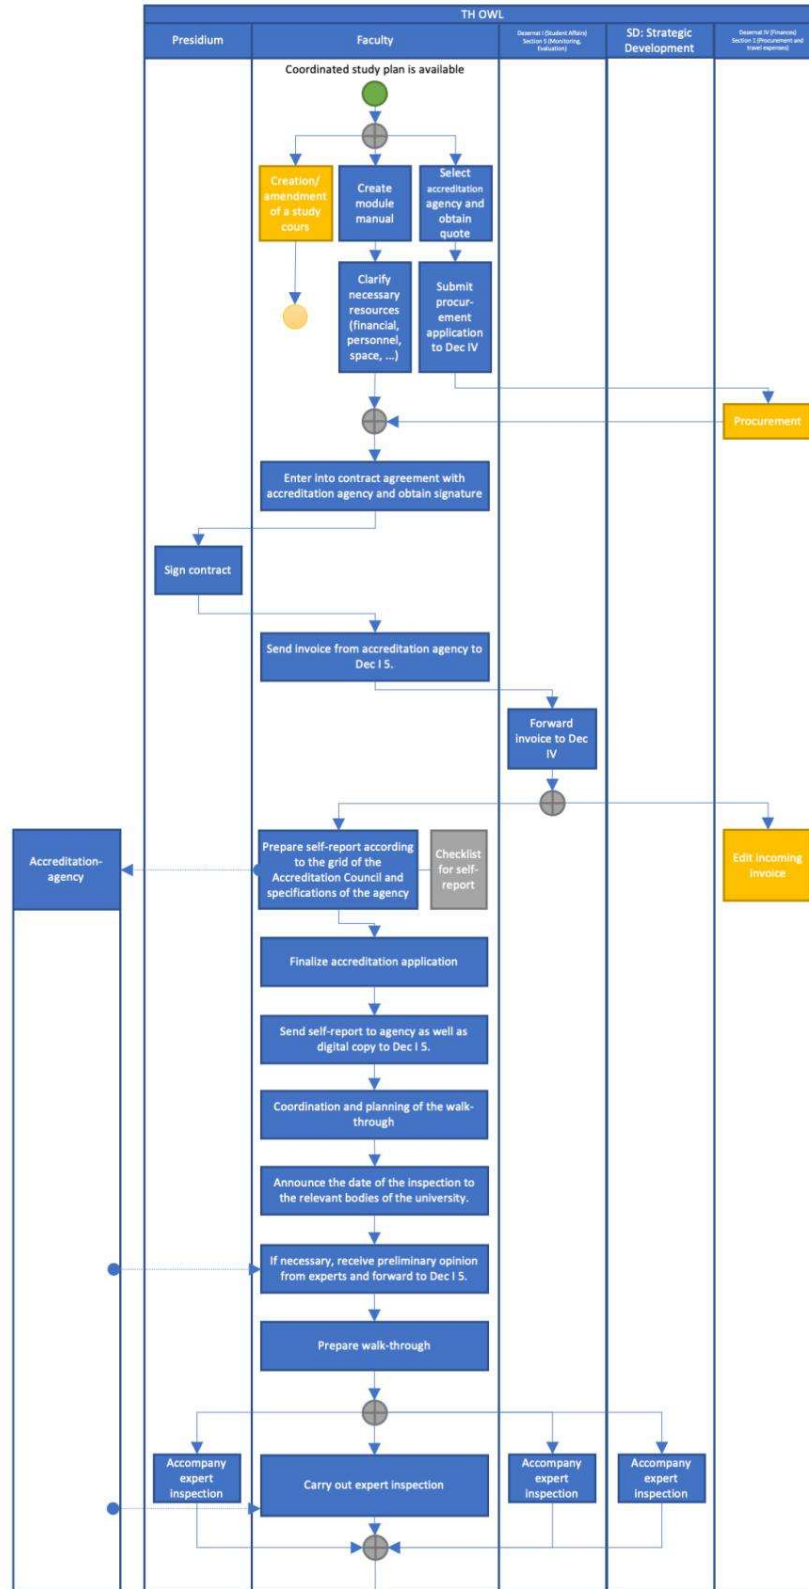 TH OWL
Presidium
Faculty
Dezernat I (Student Affairs)
Section 5 (Monitoring,
Evaluation)
SD: Strategic
Development
Dezernat IV (Finances)
Section 1 (Procurement and
travel expenses)
Coordinated study plan is available
Creation/
amendment
of a study
cours
Create
module
manual
Select
accreditation
agency and
obtain
quote
Clarify
necessary
resources
(financial,
personnel,
space, ...)
Submit
procur-
ement
application
to Dec IV
Procurement
Enter into contract agreement with
accreditation agency and obtain signature
Sign contract
Send invoice from accreditation agency to
Dec I 5.
Forward
invoice to Dec
IV
Accreditation-
agency
Prepare self-report according
to the grid of the
Accreditation Council and
specifications of the agency
Checklist
for self-
report
Edit incoming
invoice
Finalize accreditation application
Send self-report to agency as well as
digital copy to Dec I 5.
Coordination and planning of the walk-
through
Announce the date of the inspection to
the relevant bodies of the university.
If necessary, receive preliminary opinion
from experts and forward to Dec I 5.
Prepare walk-through
Accompany
expert
inspection
Carry out expert inspection
Accompany
expert
inspection
Accompany
expert
inspection